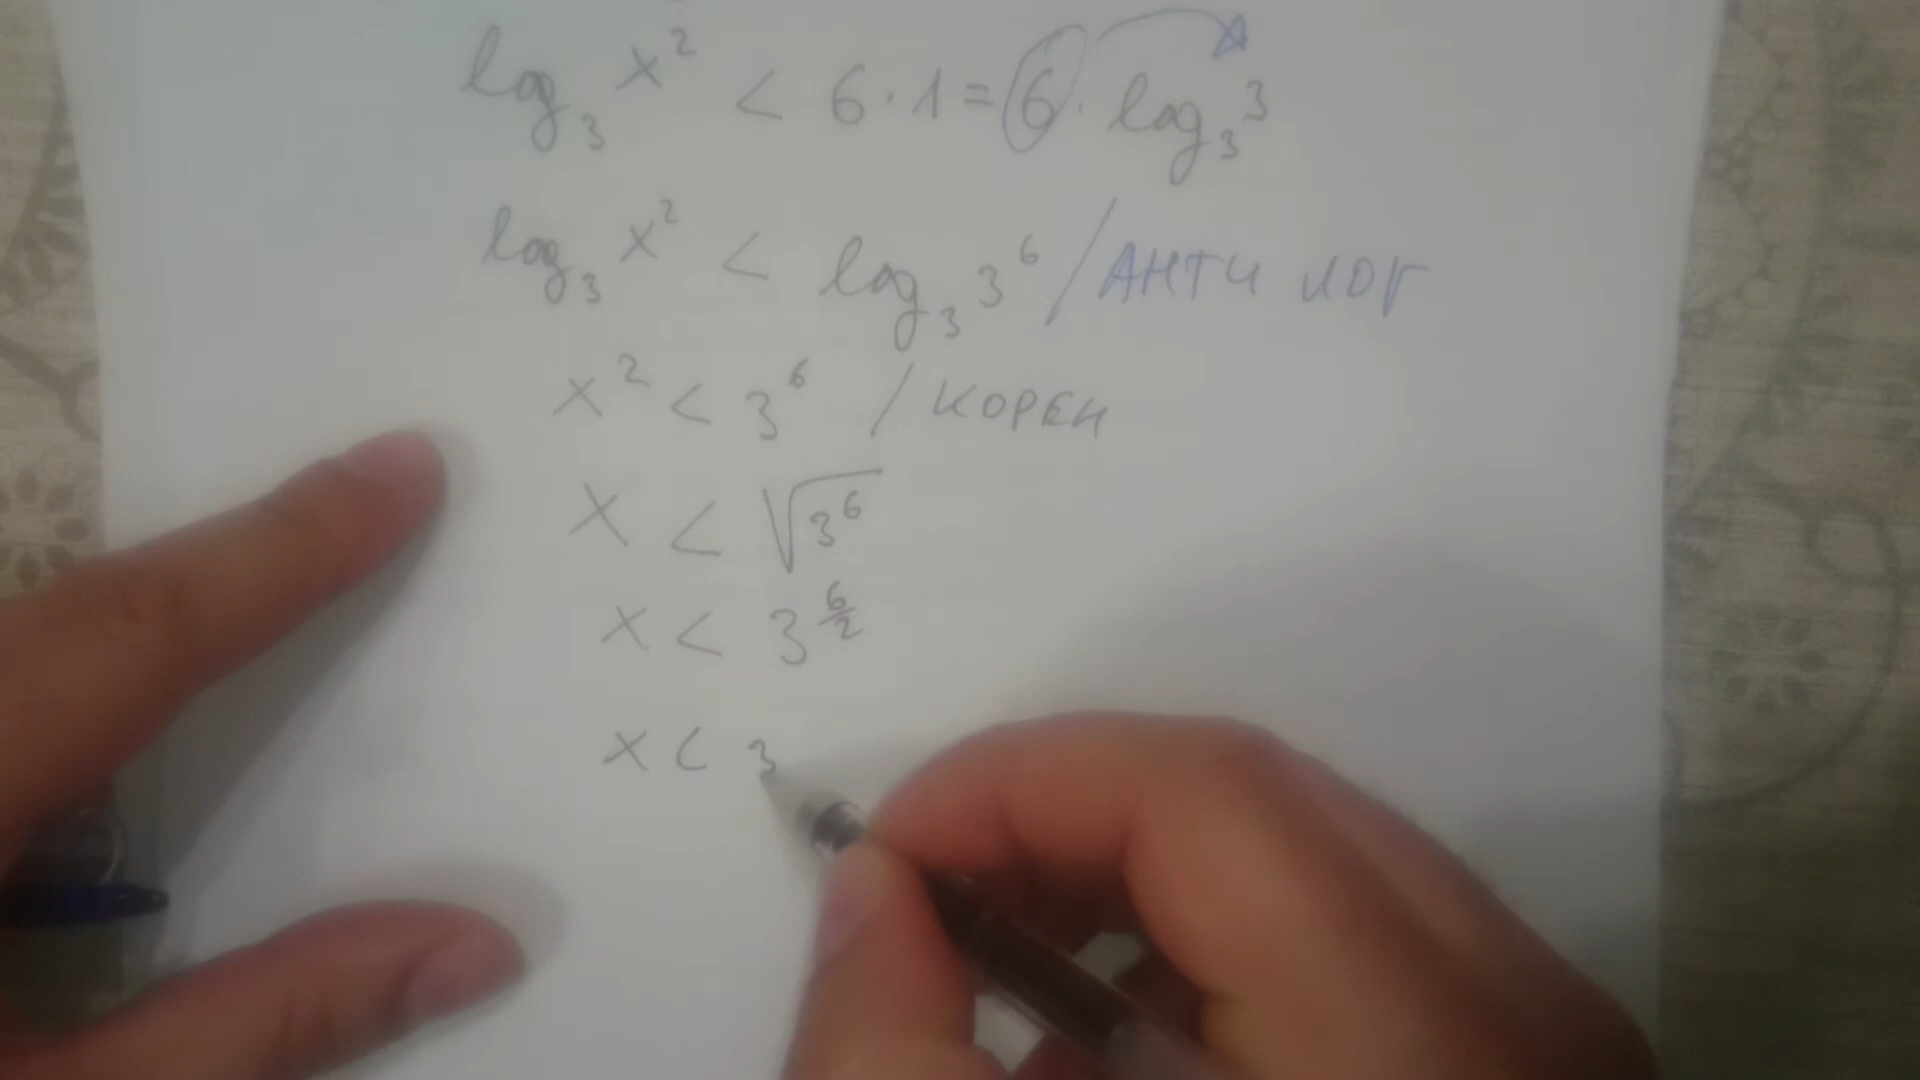 log₃ x² < 6 · 1 = 6 · log₃ 3
log₃ x² < log₃ 3⁶ / АНТИ ЛОГ
x² < 3⁶ / КОРЕН
x < √3⁶
x < 3^(6/2)
x < 3